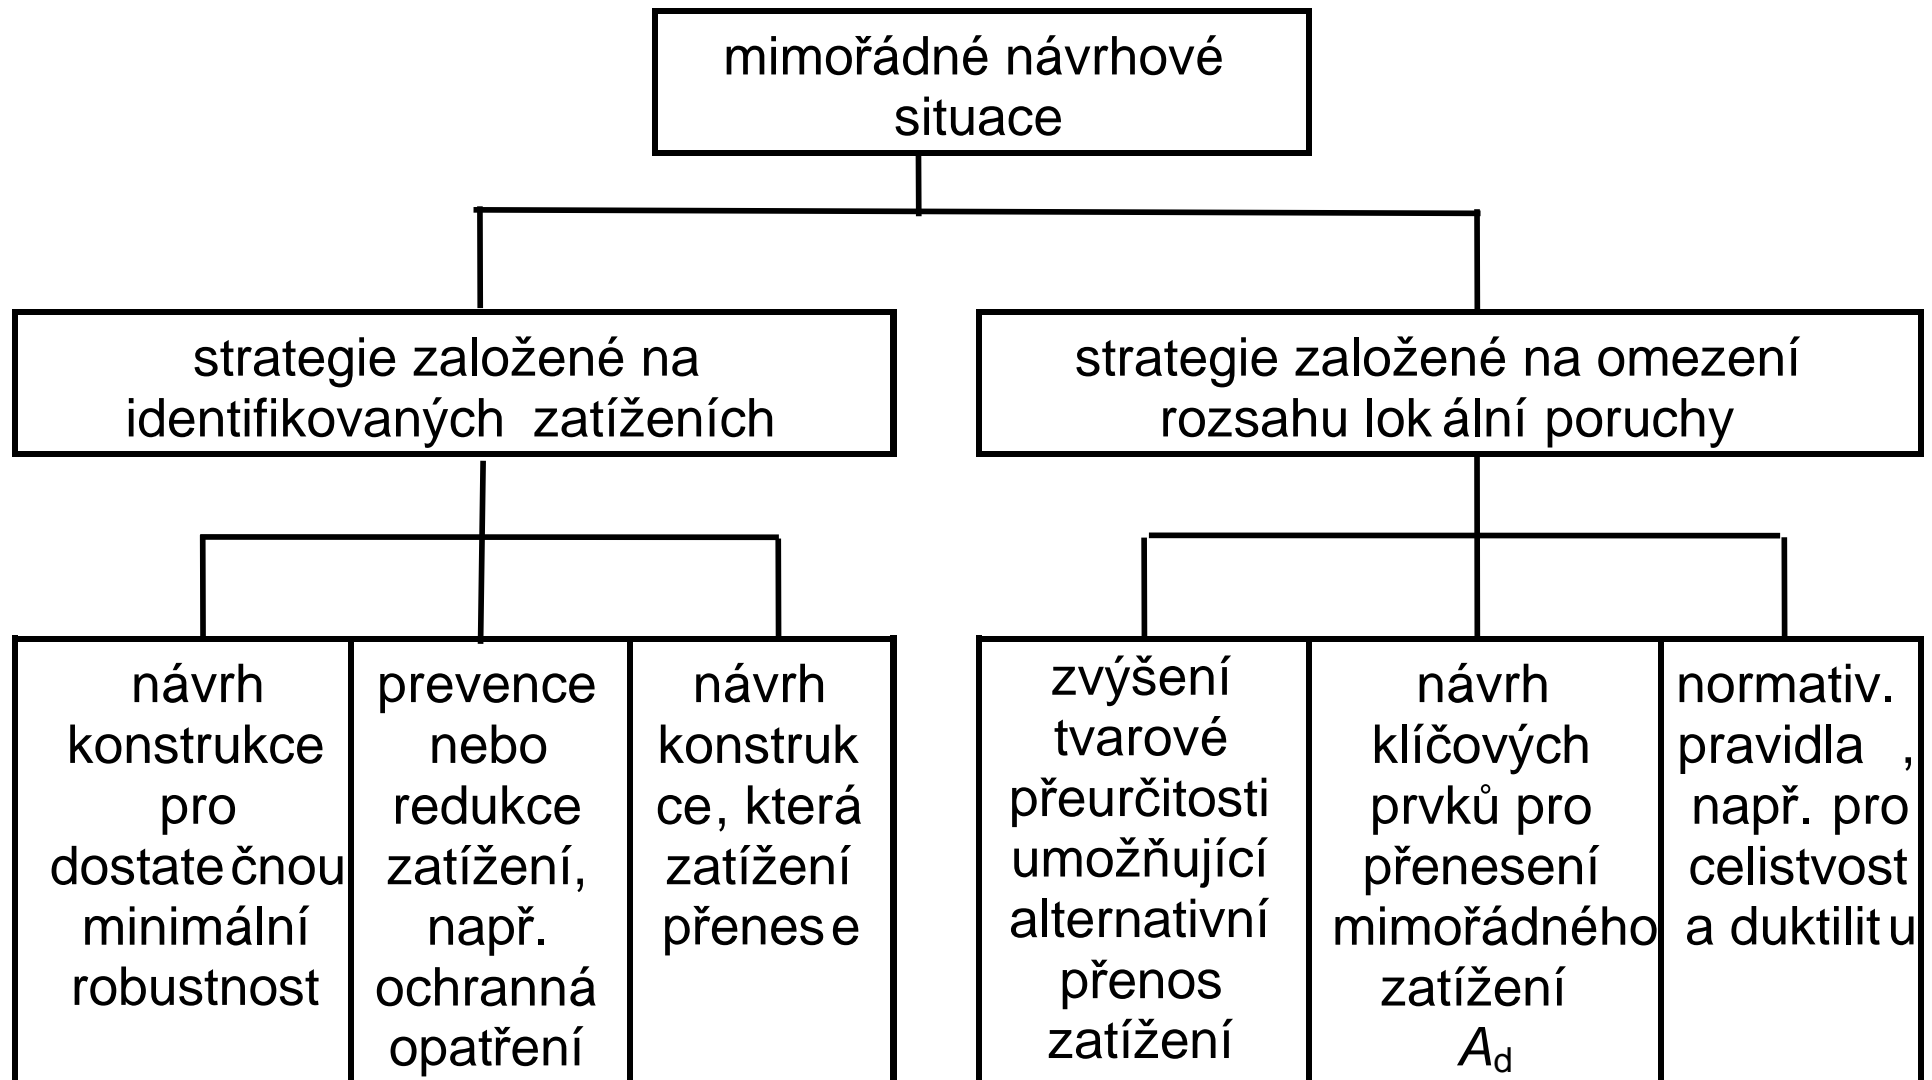 mimořádné návrhové
situace
strategie založené na
identifikovaných zatíženích
strategie založené na omezení
rozsahu lok ální poruchy
návrh
konstrukce
pro
dostate čnou
minimální
robustnost
prevence
nebo
redukce
zatížení,
např.
ochranná
opatření
návrh
konstruk
ce, která
zatížení
přenes e
zvýšení
tvarové
přeurčitosti
umožňující
alternativní
přenos
zatížení
návrh
klíčových
prvků pro
přenesení
mimořádného
zatížení
Ad
normativ.
pravidla ,
např. pro
celistvost
a duktilit u